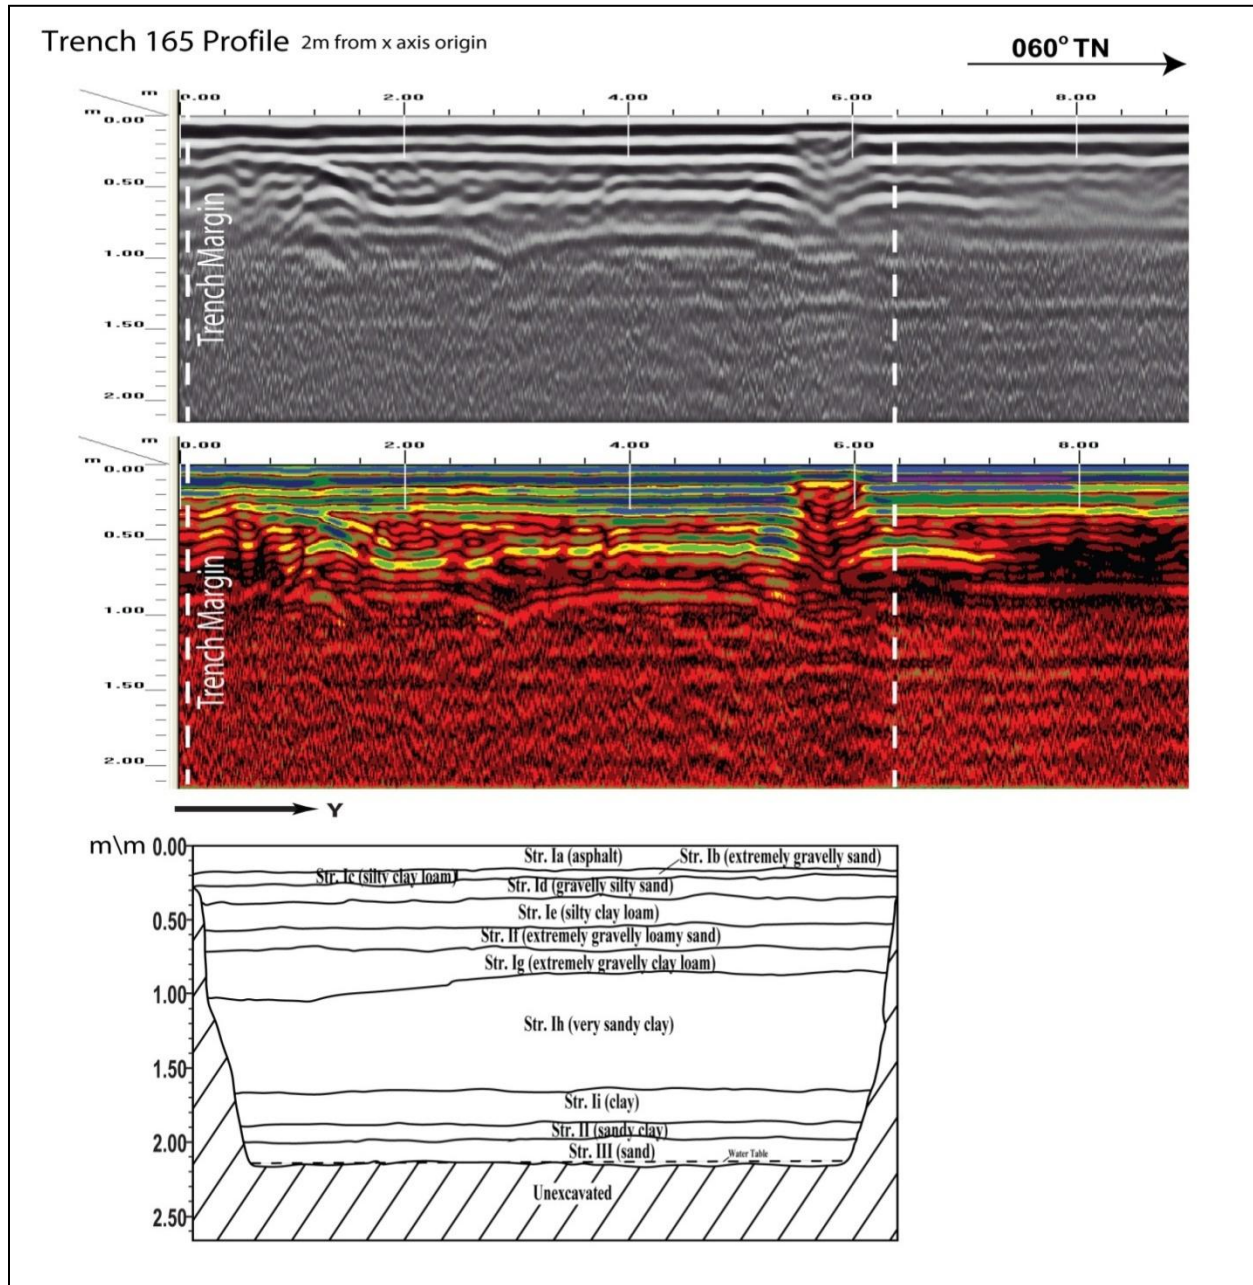 Trench 165 Profile 2m from x axis origin
060° TN
m 0.00 2.00 4.00 6.00 8.00
m 0.00
0.50
1.00
1.50
2.00
Trench Margin
m 0.00 2.00 4.00 6.00 8.00
m 0.00
0.50
1.00
1.50
2.00
Trench Margin
Y
m\m 0.00
0.50
1.00
1.50
2.00
2.50
Str. Ia (asphalt)
Str. Ib (extremely gravelly sand)
Str. Ic (silty clay loam)
Str. Id (gravelly silty sand)
Str. Ie (silty clay loam)
Str. If (extremely gravelly loamy sand)
Str. Ig (extremely gravelly clay loam)
Str. Ih (very sandy clay)
Str. Ii (clay)
Str. II (sandy clay)
Str. III (sand)
Water Table
Unexcavated